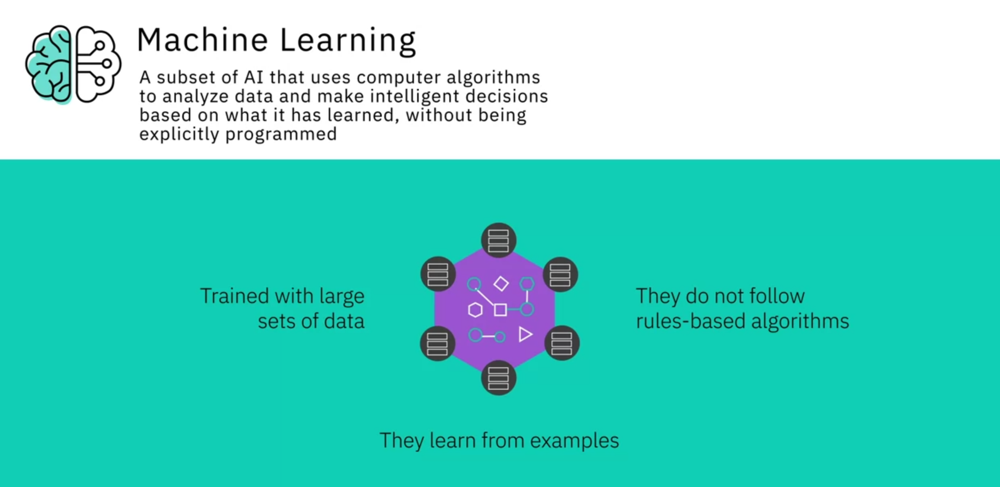 Machine Learning
A subset of AI that uses computer algorithms
to analyze data and make intelligent decisions
based on what it has learned, without being
explicitly programmed
Trained with large
sets of data
They do not follow
rules-based algorithms
They learn from examples